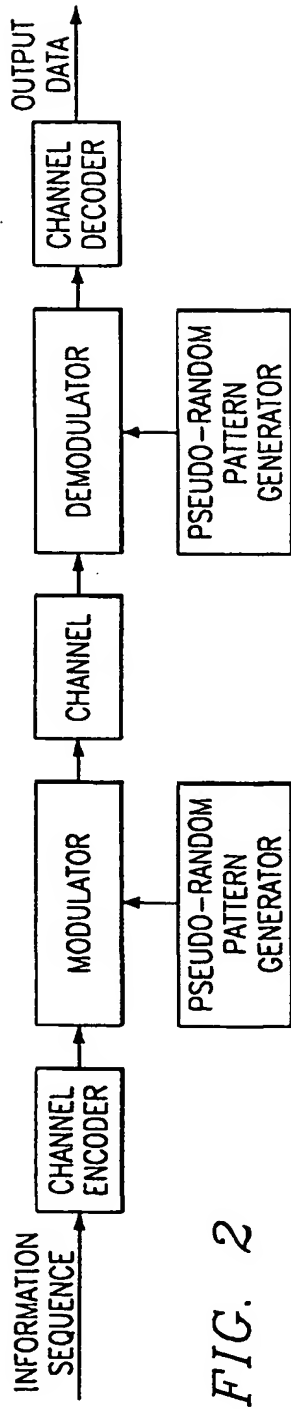 INFORMATION
SEQUENCE
CHANNEL
ENCODER
MODULATOR
PSEUDO-RANDOM
PATTERN
GENERATOR
CHANNEL
DEMODULATOR
PSEUDO-RANDOM
PATTERN
GENERATOR
CHANNEL
DECODER
OUTPUT
DATA
FIG. 2